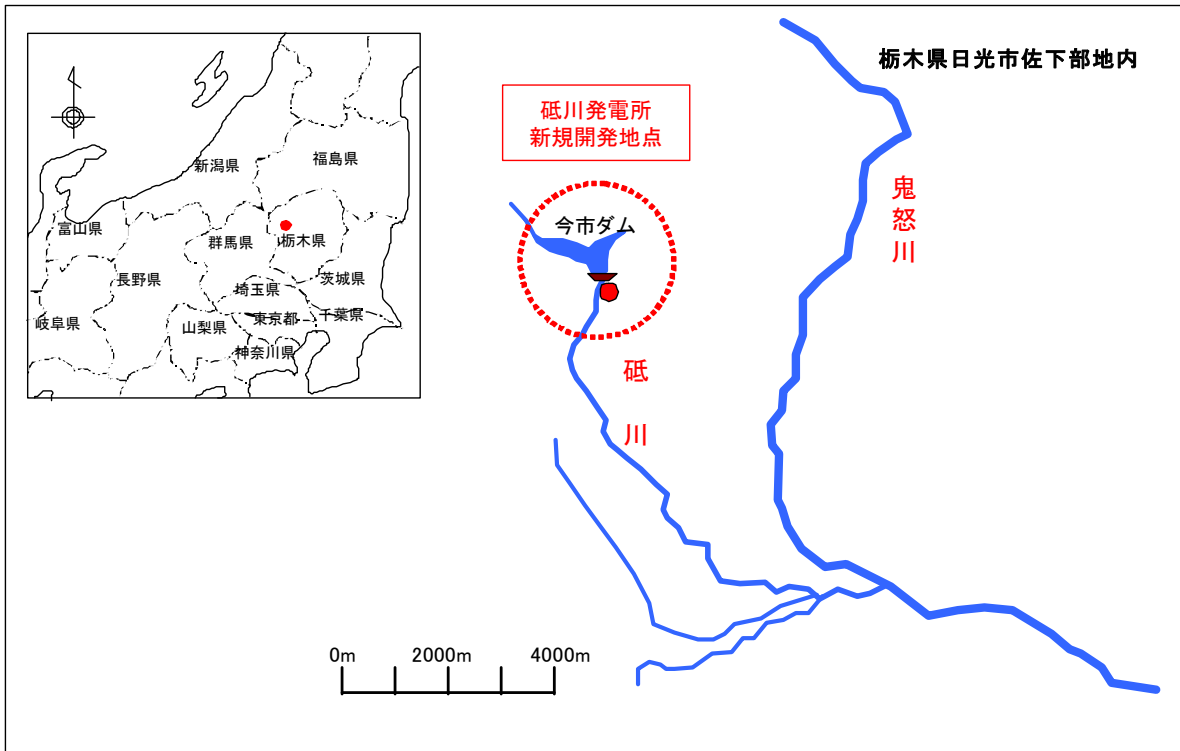 栃木県日光市佐下部地内
砥川発電所
新規開発地点
今市ダム
鬼怒川
砥川
新潟県
福島県
富山県
群馬県
栃木県
長野県
茨城県
埼玉県
岐阜県
山梨県
東京都
千葉県
神奈川県
0m 2000m 4000m